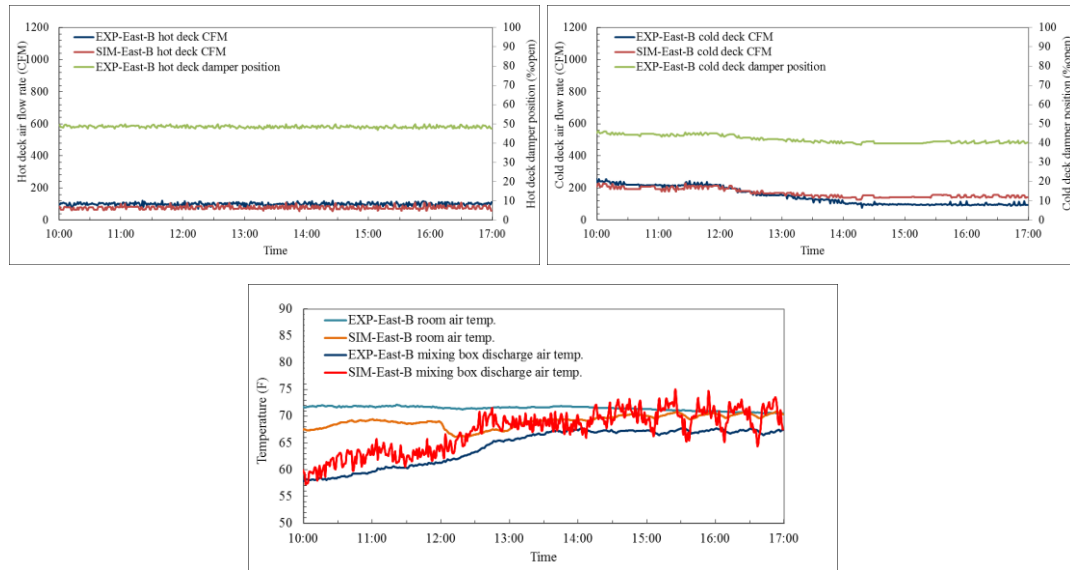 EXP-East-B hot deck CFM
SIM-East-B hot deck CFM
EXP-East-B hot deck damper position
Hot deck air flow rate (CFM)
1200
1000
800
600
400
200
0
100
90
80
70
60
50
40
30
20
10
0
Hot deck damper position (%open)
10:00 11:00 12:00 13:00 14:00 15:00 16:00 17:00
Time
EXP-East-B cold deck CFM
SIM-East-B cold deck CFM
EXP-East-B cold deck damper position
Cold deck air flow rate (CFM)
1200
1000
800
600
400
200
0
100
90
80
70
60
50
40
30
20
10
0
Cold deck damper position (%open)
10:00 11:00 12:00 13:00 14:00 15:00 16:00 17:00
Time
EXP-East-B room air temp.
SIM-East-B room air temp.
EXP-East-B mixing box discharge air temp.
SIM-East-B mixing box discharge air temp.
Temperature (F)
90
85
80
75
70
65
60
55
50
10:00 11:00 12:00 13:00 14:00 15:00 16:00 17:00
Time